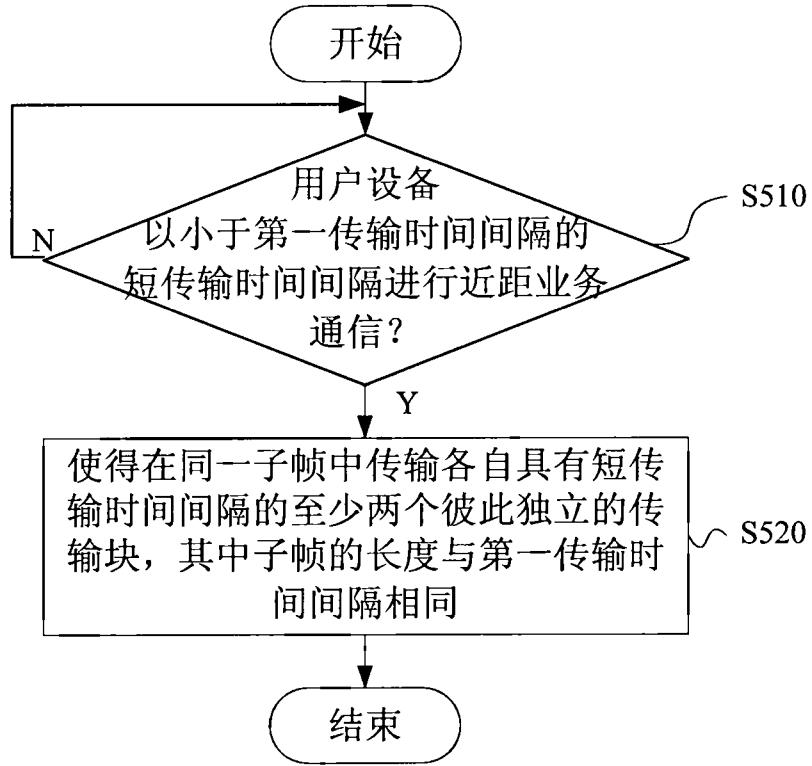 开始
用户设备
以小于第一传输时间间隔的
短传输时间间隔进行近距业务
通信？
S510
N
Y
使得在同一子帧中传输各自具有短传
输时间间隔的至少两个彼此独立的传
输块，其中子帧的长度与第一传输时
间间隔相同
S520
结束